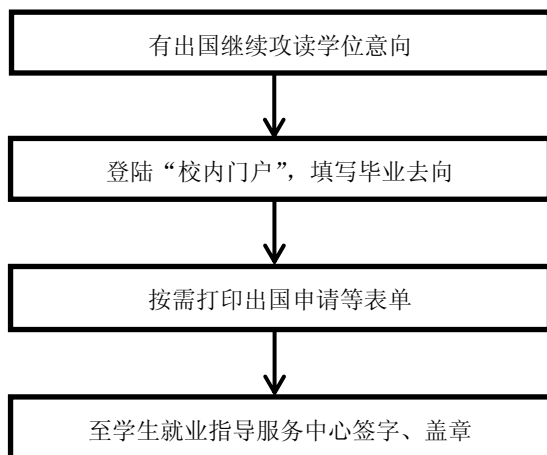 有出国继续攻读学位意向
登陆“校内门户”，填写毕业去向
按需打印出国申请等表单
至学生就业指导服务中心签字、盖章